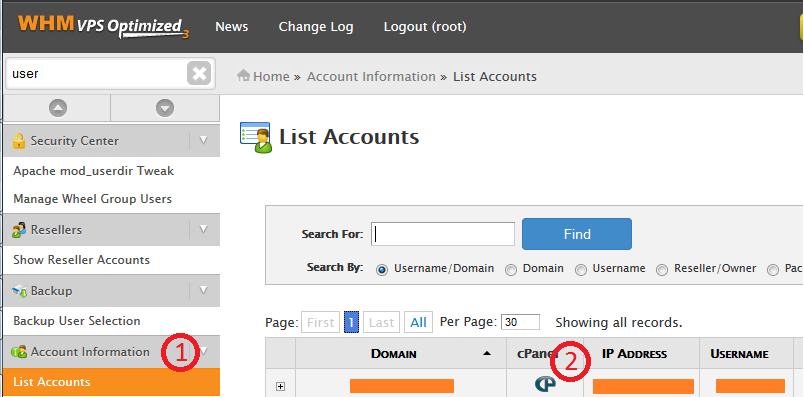 WHM VPS Optimized 3 News Change Log Logout (root)
user
Home » Account Information » List Accounts
Security Center
Apache mod_userdir Tweak
Manage Wheel Group Users
Resellers
Show Reseller Accounts
Backup
Backup User Selection
Account Information 1
List Accounts
List Accounts
Search For: Find
Search By: Username/Domain Domain Username Reseller/Owner Pac
Page: First 1 Last All Per Page: 30 Showing all records.
DOMAIN cPanel 2 IP ADDRESS USERNAME
cP